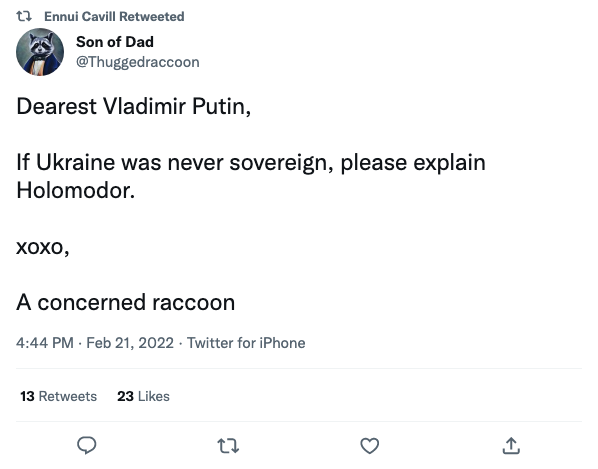 Ennui Cavill Retweeted
Son of Dad
@Thuggedraccoon
Dearest Vladimir Putin,
If Ukraine was never sovereign, please explain
Holomodor.
xoxo,
A concerned raccoon
4:44 PM · Feb 21, 2022 · Twitter for iPhone
13 Retweets 23 Likes